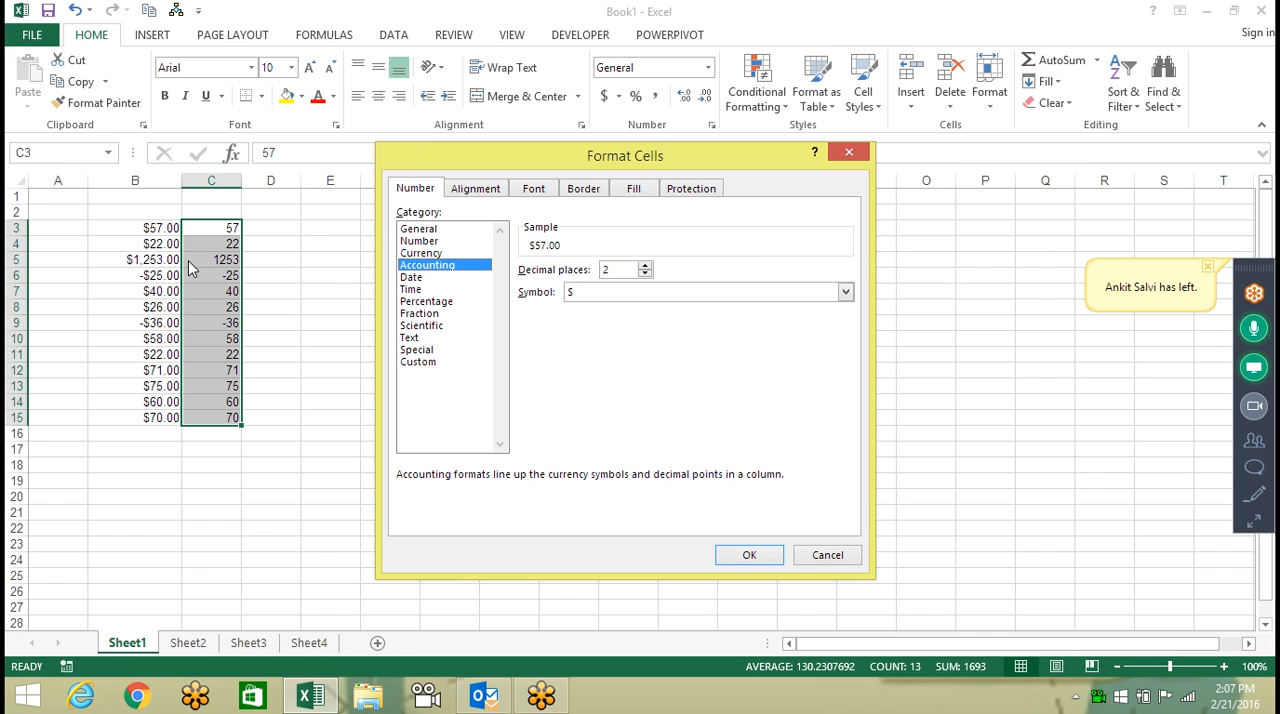 Book1 - Excel
Sign in
FILE
HOME
INSERT
PAGE LAYOUT
FORMULAS
DATA
REVIEW
VIEW
DEVELOPER
POWERPIVOT
Paste
Cut
Copy
Format Painter
Clipboard
Arial
10
B I U
Font
Wrap Text
Merge & Center
Alignment
General
$ % ,
Number
Conditional Formatting
Format as Table
Cell Styles
Styles
Insert
Delete
Format
Cells
AutoSum
Fill
Clear
Sort & Filter
Find & Select
Editing
C3
fx
57
A B C D E O P Q R S T
1
2
3 $57.00 57
4 $22.00 22
5 $1,253.00 1253
6 -$25.00 -25
7 $40.00 40
8 $26.00 26
9 -$36.00 -36
10 $58.00 58
11 $22.00 22
12 $71.00 71
13 $75.00 75
14 $60.00 60
15 $70.00 70
16
17
18
19
20
21
22
23
24
25
26
27
28
Format Cells
?
Number
Alignment
Font
Border
Fill
Protection
Category:
General
Number
Currency
Accounting
Date
Time
Percentage
Fraction
Scientific
Text
Special
Custom
Sample
$57.00
Decimal places: 2
Symbol: $
Accounting formats line up the currency symbols and decimal points in a column.
OK
Cancel
Ankit Salvi has left.
Sheet1
Sheet2
Sheet3
Sheet4
READY
AVERAGE: 130.2307692
COUNT: 13
SUM: 1693
100%
2:07 PM
2/21/2016